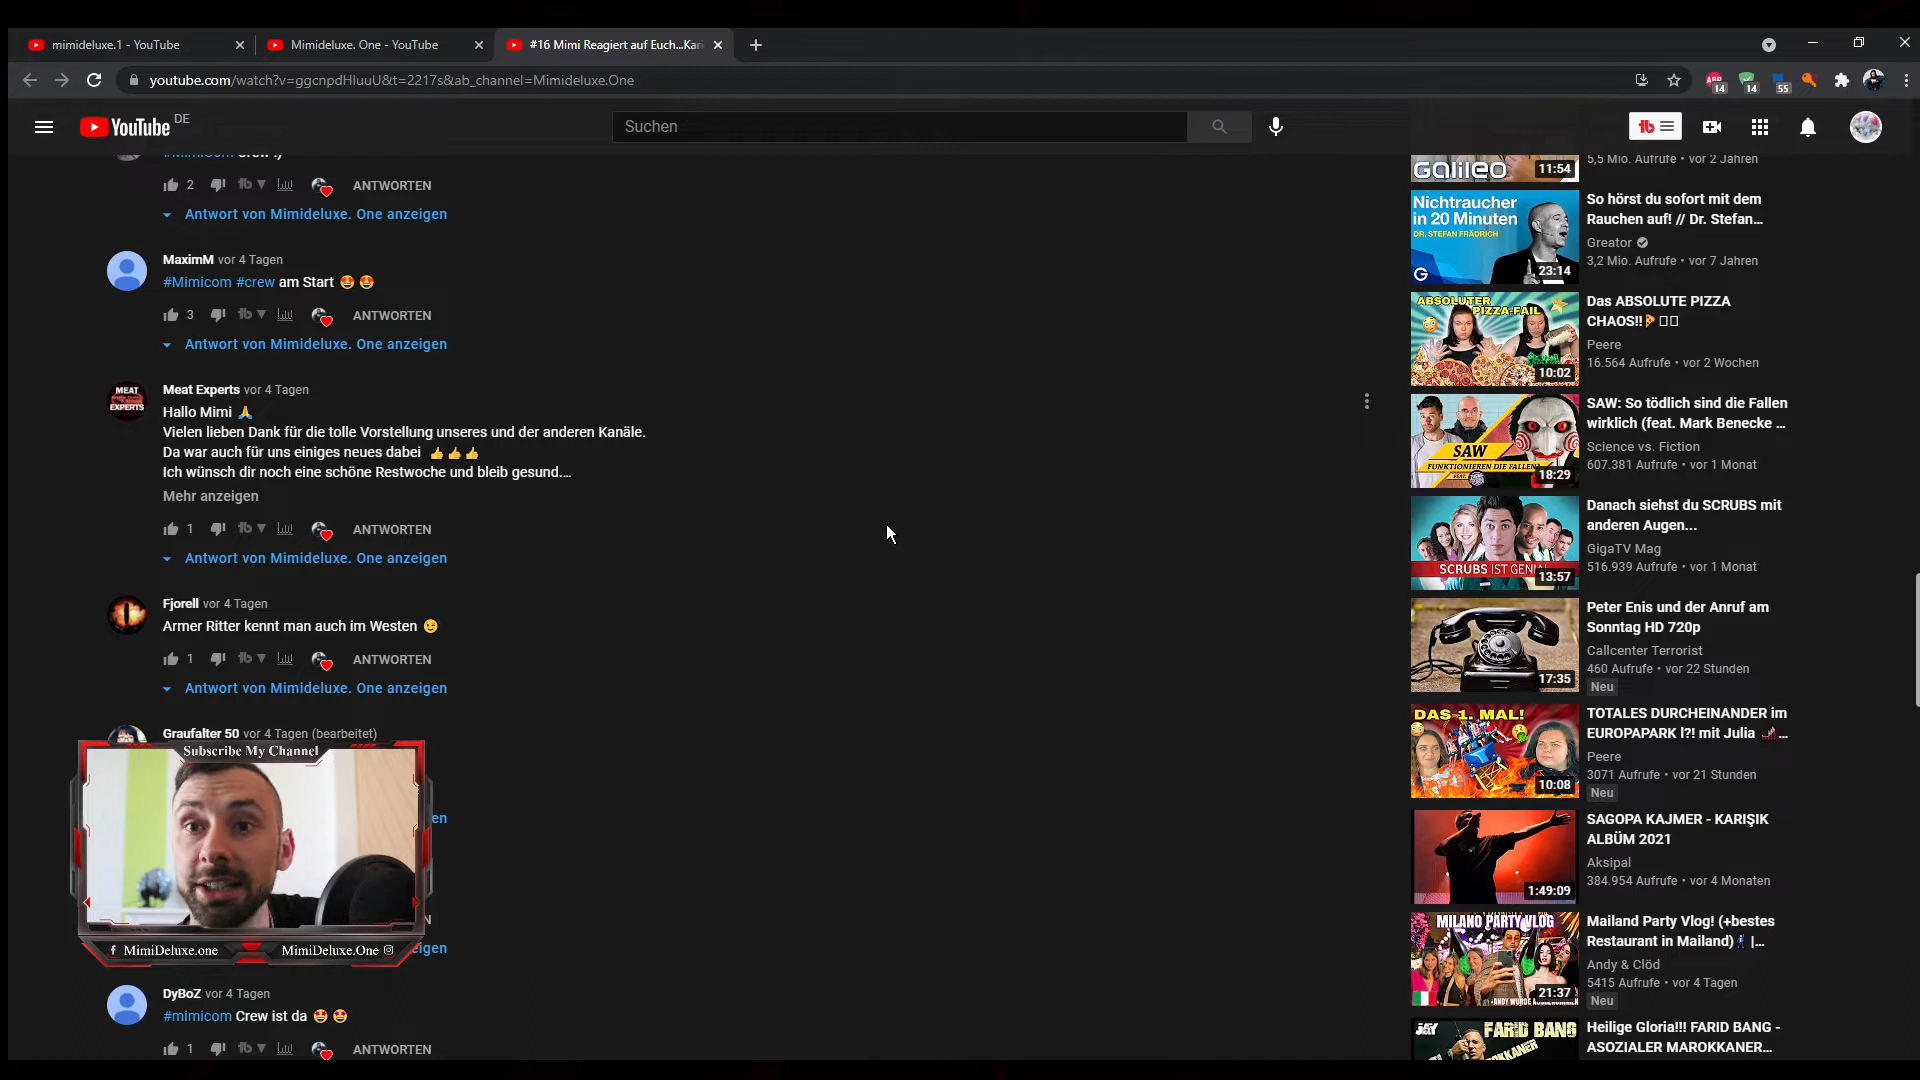 mimideluxe.1 - YouTube
Mimideluxe. One - YouTube
#16 Mimi Reagiert auf Euch...Kari
youtube.com/watch?v=ggcnpdHIuuU&t=2217s&ab_channel=Mimideluxe.One
14
14
55
YouTube DE
Suchen
2
ANTWORTEN
Antwort von Mimideluxe. One anzeigen
MaximM vor 4 Tagen
#Mimicom #crew am Start 🤩🤩
3
ANTWORTEN
Antwort von Mimideluxe. One anzeigen
MEAT
EXPERTS
Meat Experts vor 4 Tagen
Hallo Mimi 🙏
Vielen lieben Dank für die tolle Vorstellung unseres und der anderen Kanäle.
Da war auch für uns einiges neues dabei 👍👍👍
Ich wünsch dir noch eine schöne Restwoche und bleib gesund....
Mehr anzeigen
1
ANTWORTEN
Antwort von Mimideluxe. One anzeigen
Fjorell vor 4 Tagen
Armer Ritter kennt man auch im Westen 😉
1
ANTWORTEN
Antwort von Mimideluxe. One anzeigen
Graufalter 50 vor 4 Tagen (bearbeitet)
Subscribe My Channel
en
N
eigen
MimiDeluxe.one
MimiDeluxe.One
DyBoZ vor 4 Tagen
#mimicom Crew ist da 🤩🤩
1
ANTWORTEN
Galileo
11:54
5,5 Mio. Aufrufe • vor 2 Jahren
Nichtraucher
in 20 Minuten
DR. STEFAN FRÄDRICH
G
23:14
So hörst du sofort mit dem
Rauchen auf! // Dr. Stefan...
Greator
3,2 Mio. Aufrufe • vor 7 Jahren
ABSOLUTER
PIZZA-FAIL
10:02
Das ABSOLUTE PIZZA
CHAOS!!🍕
Peere
16.564 Aufrufe • vor 2 Wochen
SAW
FUNKTIONIEREN DIE FALLEN?
FEAT.
18:29
SAW: So tödlich sind die Fallen
wirklich (feat. Mark Benecke ...
Science vs. Fiction
607.381 Aufrufe • vor 1 Monat
SCRUBS IST GENIAL
13:57
Danach siehst du SCRUBS mit
anderen Augen...
GigaTV Mag
516.939 Aufrufe • vor 1 Monat
17:35
Peter Enis und der Anruf am
Sonntag HD 720p
Callcenter Terrorist
460 Aufrufe • vor 22 Stunden
Neu
DAS 1. MAL!
10:08
TOTALES DURCHEINANDER im
EUROPAPARK !?! mit Julia 🎢 ...
Peere
3071 Aufrufe • vor 21 Stunden
Neu
1:49:09
SAGOPA KAJMER - KARIŞIK
ALBÜM 2021
Aksipal
384.954 Aufrufe • vor 4 Monaten
MILANO PARTY VLOG
21:37
Mailand Party Vlog! (+bestes
Restaurant in Mailand) |...
Andy & Clöd
5415 Aufrufe • vor 4 Tagen
Neu
JAY
FARID BANG
Heilige Gloria!!! FARID BANG -
ASOZIALER MAROKKANER...